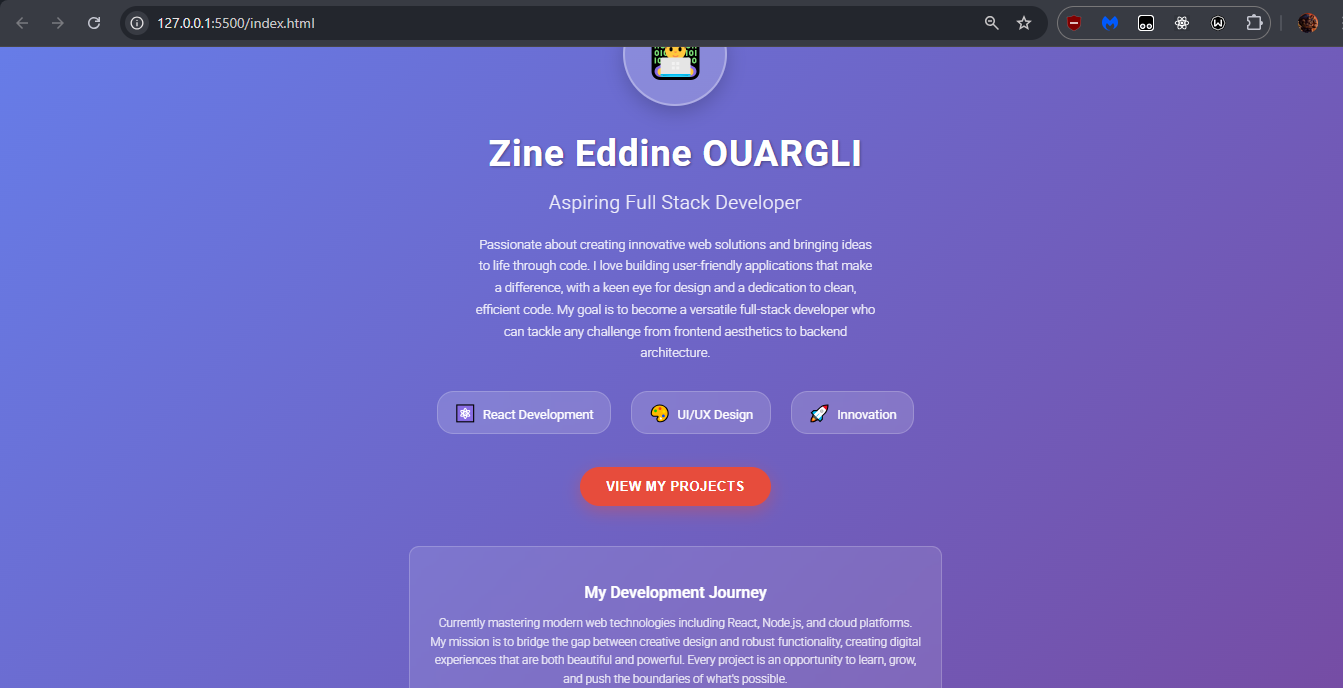 127.0.0.1:5500/index.html
Zine Eddine OUARGLI
Aspiring Full Stack Developer
Passionate about creating innovative web solutions and bringing ideas
to life through code. I love building user-friendly applications that make
a difference, with a keen eye for design and a dedication to clean,
efficient code. My goal is to become a versatile full-stack developer who
can tackle any challenge from frontend aesthetics to backend
architecture.
React Development
UI/UX Design
Innovation
VIEW MY PROJECTS
My Development Journey
Currently mastering modern web technologies including React, Node.js, and cloud platforms.
My mission is to bridge the gap between creative design and robust functionality, creating digital
experiences that are both beautiful and powerful. Every project is an opportunity to learn, grow,
and push the boundaries of what's possible.